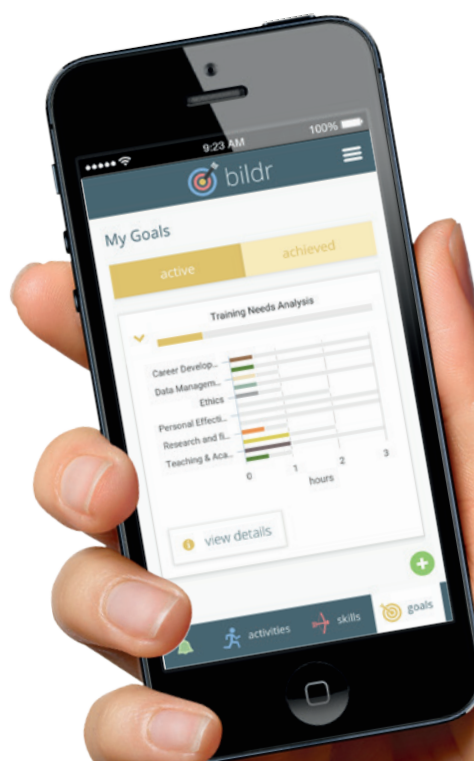 9:23 AM 100%
bildr
My Goals
active achieved
Training Needs Analysis
Career Develop...
Data Managem...
Ethics
Personal Effecti...
Research and fi...
Teaching & Aca...
0 1 2 3
hours
view details
activities skills goals